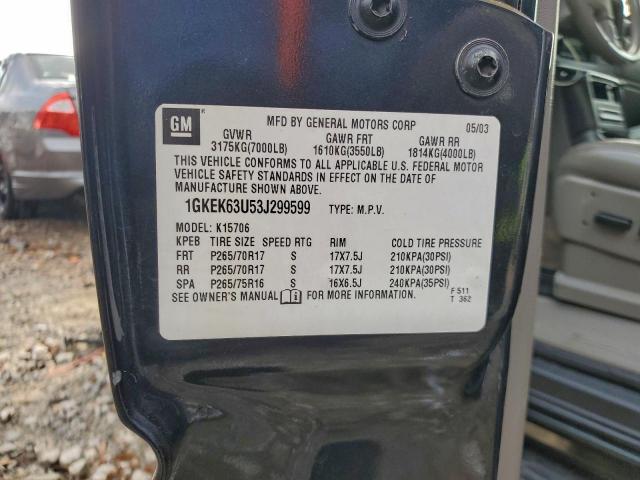 GM MFD BY GENERAL MOTORS CORP 05/03
GVWR GAWR FRT GAWR RR
3175KG(7000LB) 1610KG(3550LB) 1814KG(4000LB)
THIS VEHICLE CONFORMS TO ALL APPLICABLE U.S. FEDERAL MOTOR
VEHICLE SAFETY STANDARDS IN EFFECT ON THE DATE OF
MANUFACTURE SHOWN ABOVE.
1GKEK63U53J299599 TYPE: M.P.V.
MODEL: K15706
KPEB TIRE SIZE SPEED RTG RIM COLD TIRE PRESSURE
FRT P265/70R17 S 17X7.5J 210KPA(30PSI)
RR P265/70R17 S 17X7.5J 210KPA(30PSI)
SPA P265/75R16 S 16X6.5J 240KPA(35PSI)
SEE OWNER'S MANUAL FOR MORE INFORMATION.
F 511
T 362